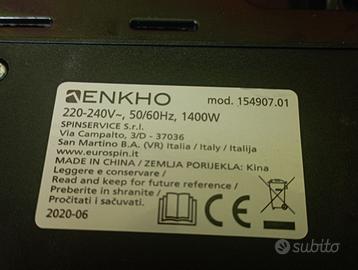 ENKHO mod. 154907.01
220-240V~, 50/60Hz, 1400W
SPINSERVICE S.r.l.
Via Campalto, 3/D - 37036
San Martino B.A. (VR) Italia / Italy / Italija
www.eurospin.it
MADE IN CHINA / ZEMLJA PORIJEKLA: Kina
Leggere e conservare/
Read and keep for future reference/
Preberite in shranite /
Pročitati i sačuvati.
2020-06
CE
subito